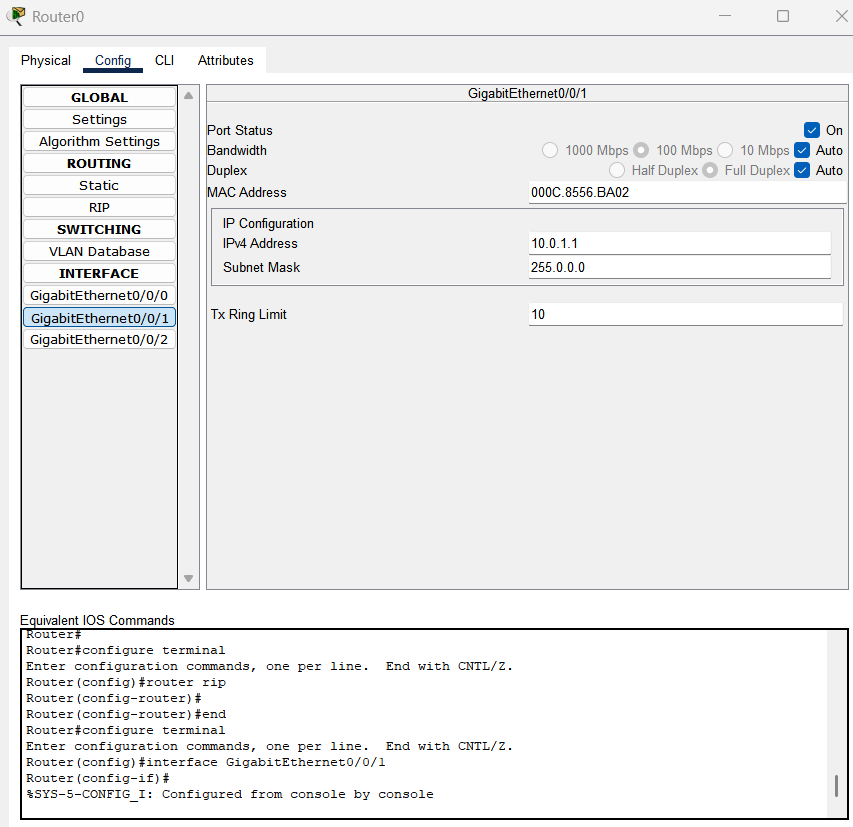 Router0
Physical Config CLI Attributes
GLOBAL
Settings
Algorithm Settings
ROUTING
Static
RIP
SWITCHING
VLAN Database
INTERFACE
GigabitEthernet0/0/0
GigabitEthernet0/0/1
GigabitEthernet0/0/2
GigabitEthernet0/0/1
Port Status On
Bandwidth 1000 Mbps 100 Mbps 10 Mbps Auto
Duplex Half Duplex Full Duplex Auto
MAC Address 000C.8556.BA02
IP Configuration
IPv4 Address 10.0.1.1
Subnet Mask 255.0.0.0
Tx Ring Limit 10
Equivalent IOS Commands
Router#
Router#configure terminal
Enter configuration commands, one per line.  End with CNTL/Z.
Router(config)#router rip
Router(config-router)#
Router(config-router)#end
Router#configure terminal
Enter configuration commands, one per line.  End with CNTL/Z.
Router(config)#interface GigabitEthernet0/0/1
Router(config-if)#
%SYS-5-CONFIG_I: Configured from console by console